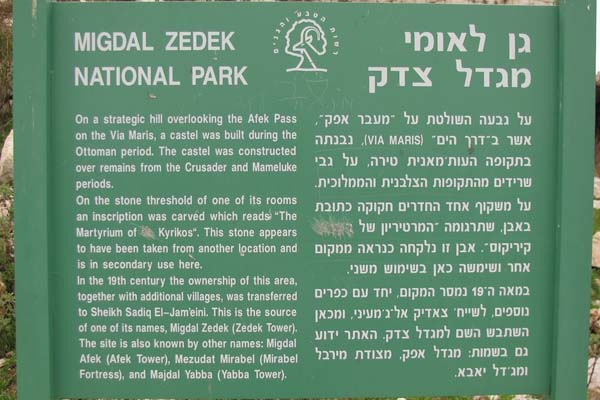 MIGDAL ZEDEK
NATIONAL PARK
On a strategic hill overlooking the Afek Pass
on the Via Maris, a castel was built during the
Ottoman period. The castel was constructed
over remains from the Crusader and Mameluke
periods.
On the stone threshold of one of its rooms
an inscription was carved which reads "The
Martyrium of Kyrikos". This stone appears
to have been taken from another location and
is in secondary use here.
In the 19th century the ownership of this area,
together with additional villages, was transferred
to Sheikh Sadiq El-Jam'eini. This is the source
of one of its names, Migdal Zedek (Zedek Tower).
The site is also known by other names: Migdal
Afek (Afek Tower), Mezudat Mirabel (Mirabel
Fortress), and Majdal Yabba (Yabba Tower).
רשות הטבע והגנים
גן לאומי
מגדל צדק
על גבעה השולטת על "מעבר אפק",
אשר ב"דרך הים" (VIA MARIS), נבנתה
בתקופה העות'מאנית טירה, על גבי
שרידים מהתקופות הצלבנית והממלוכית.
על משקוף אחד החדרים חקוקה כתובת
באבן, שתרגומה "המרטיריון של
קיריקוס". אבן זו נלקחה כנראה ממקום
אחר ושימשה כאן בשימוש משני.
במאה ה־19 נמסר המקום, יחד עם כפרים
נוספים, לשייח' צאדיק אל־ג'מעיני, ומכאן
השתבש השם למגדל צדק. האתר ידוע
גם בשמות: מגדל אפק, מצודת מירבל
ומג'דל יאבא.